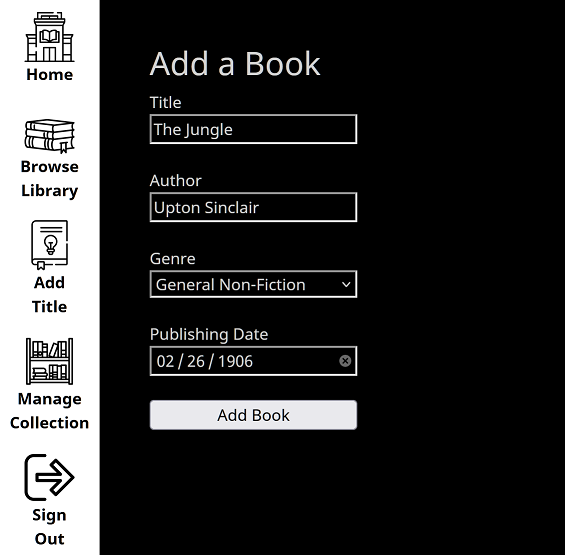 Home
Browse
Library
Add
Title
Manage
Collection
Sign
Out
Add a Book
Title
The Jungle
Author
Upton Sinclair
Genre
General Non-Fiction
Publishing Date
02 / 26 / 1906
Add Book